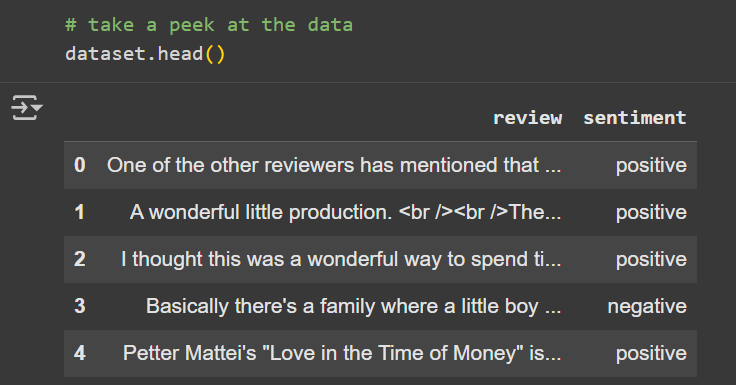 # take a peek at the data
dataset.head()
review sentiment
0 One of the other reviewers has mentioned that ... positive
1 A wonderful little production. <br /><br />The... positive
2 I thought this was a wonderful way to spend ti... positive
3 Basically there's a family where a little boy ... negative
4 Petter Mattei's "Love in the Time of Money" is... positive